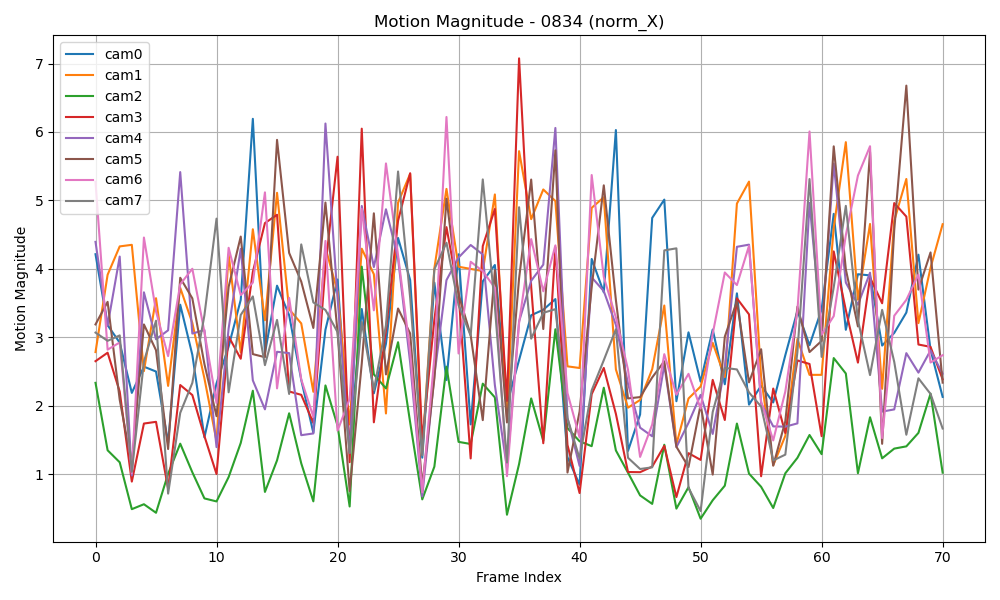 Motion Magnitude - 0834 (norm_X)
Motion Magnitude
7
6
5
4
3
2
1
cam0
cam1
cam2
cam3
cam4
cam5
cam6
cam7
0 10 20 30 40 50 60 70
Frame Index